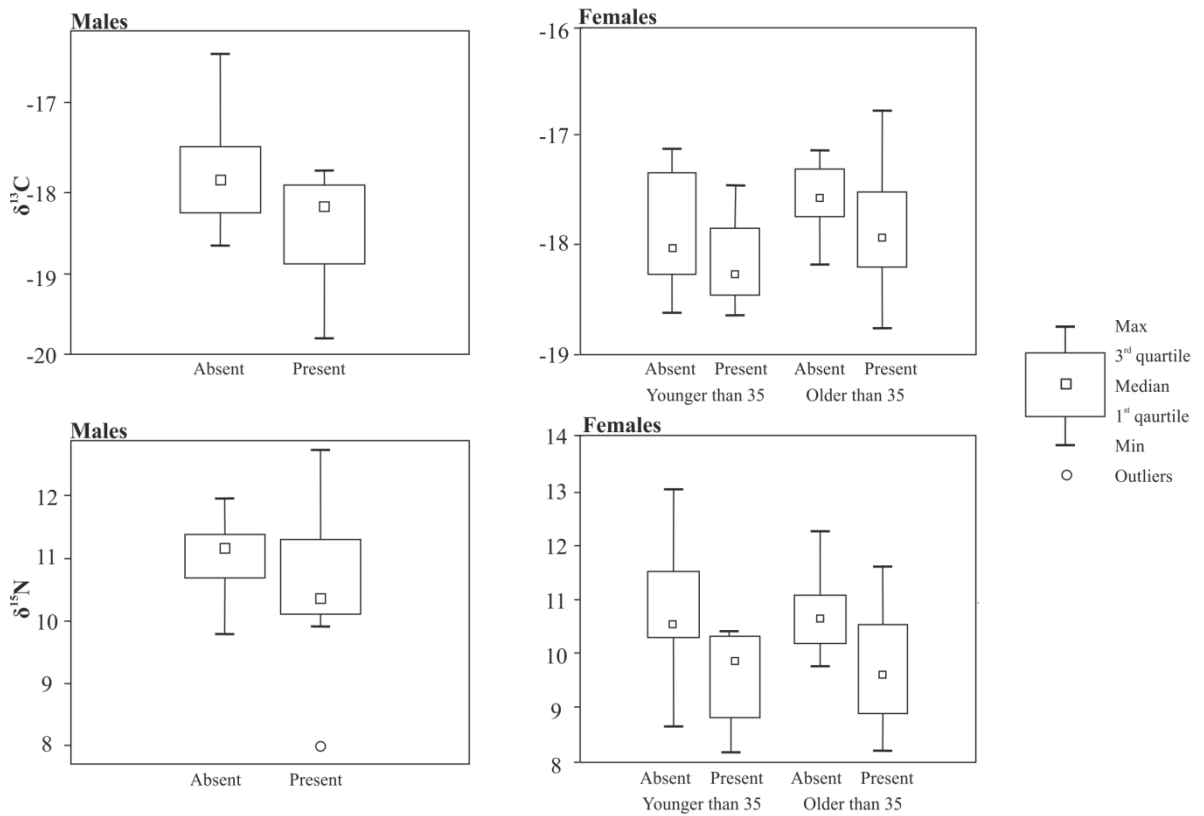 Males
δ¹³C
-17
-18
-19
-20
Absent Present
Females
-16
-17
-18
-19
Absent Present Absent Present
Younger than 35 Older than 35
Males
δ¹⁵N
12
11
10
9
8
Absent Present
Females
14
13
12
11
10
9
8
Absent Present Absent Present
Younger than 35 Older than 35
Max
3rd quartile
Median
1st qaurtile
Min
Outliers